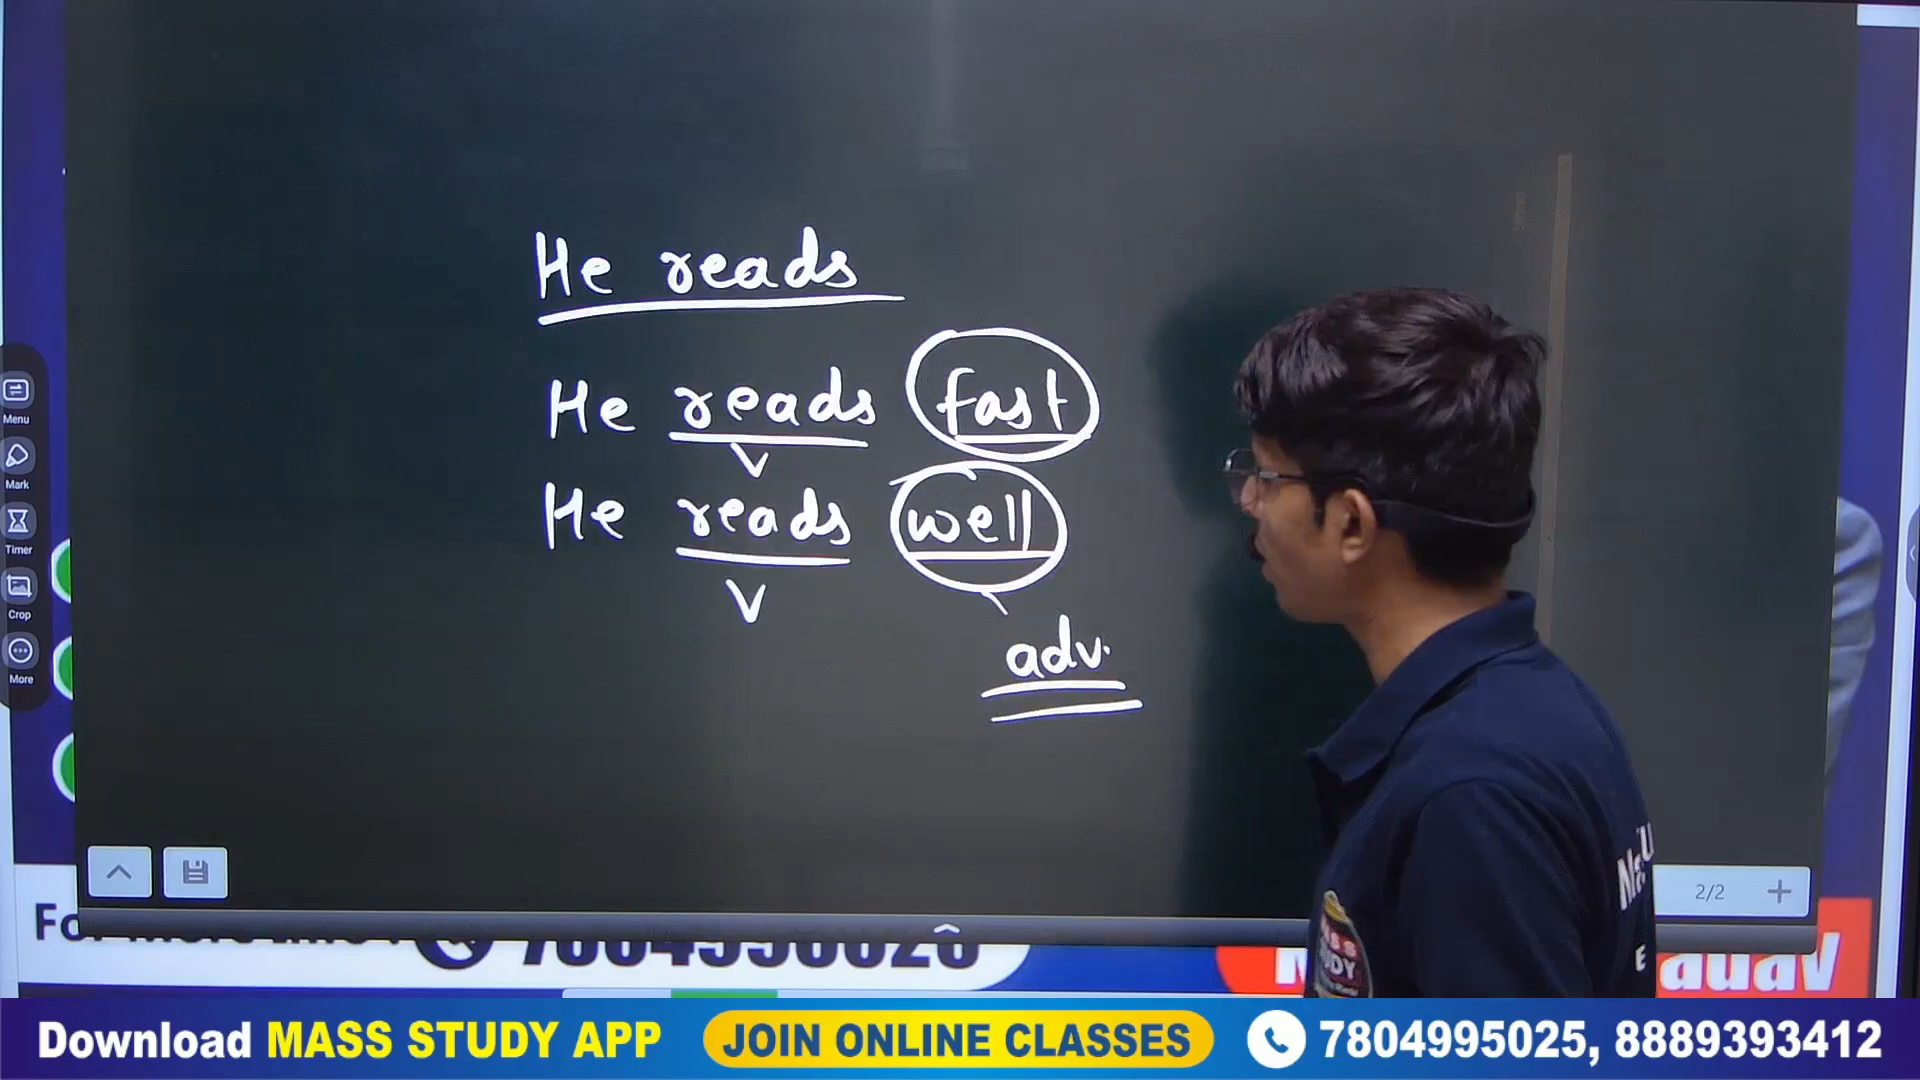 He reads
He reads fast
V
He reads well
V
adv.
Menu
Mark
Timer
Crop
More
2/2 +
Download MASS STUDY APP JOIN ONLINE CLASSES 7804995025, 8889393412